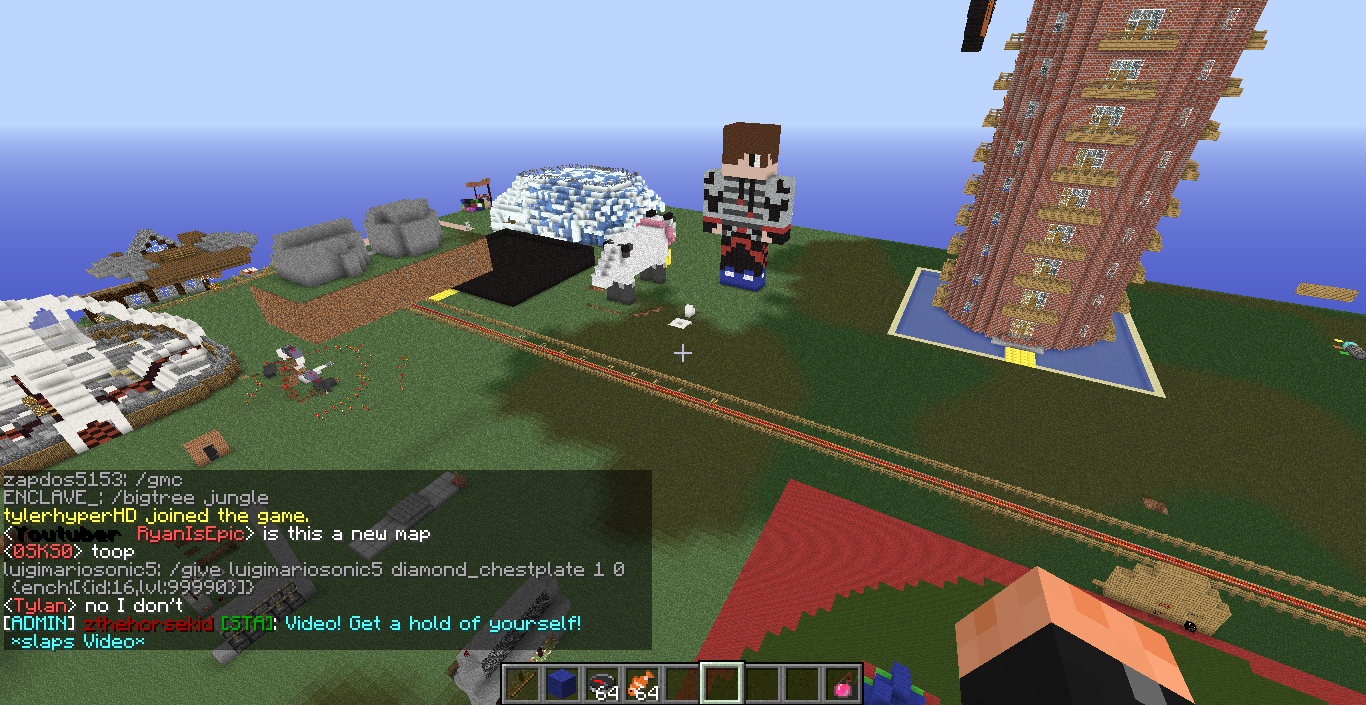 zapdos5153: /gmc
ENCLAVE_: /bigtree jungle
tylerhyperHD joined the game.
<Youtuber RyanIsEpic> is this a new map
<0SKS0> toop
luigimariosonic5: /give luigimariosonic5 diamond_chestplate 1 0
{ench:[{id:16,lvl:99990}]}
<Tylan> no I don't
[ADMIN] zthehorsekid [STA]: Video! Get a hold of yourself!
*slaps Video*
64 64